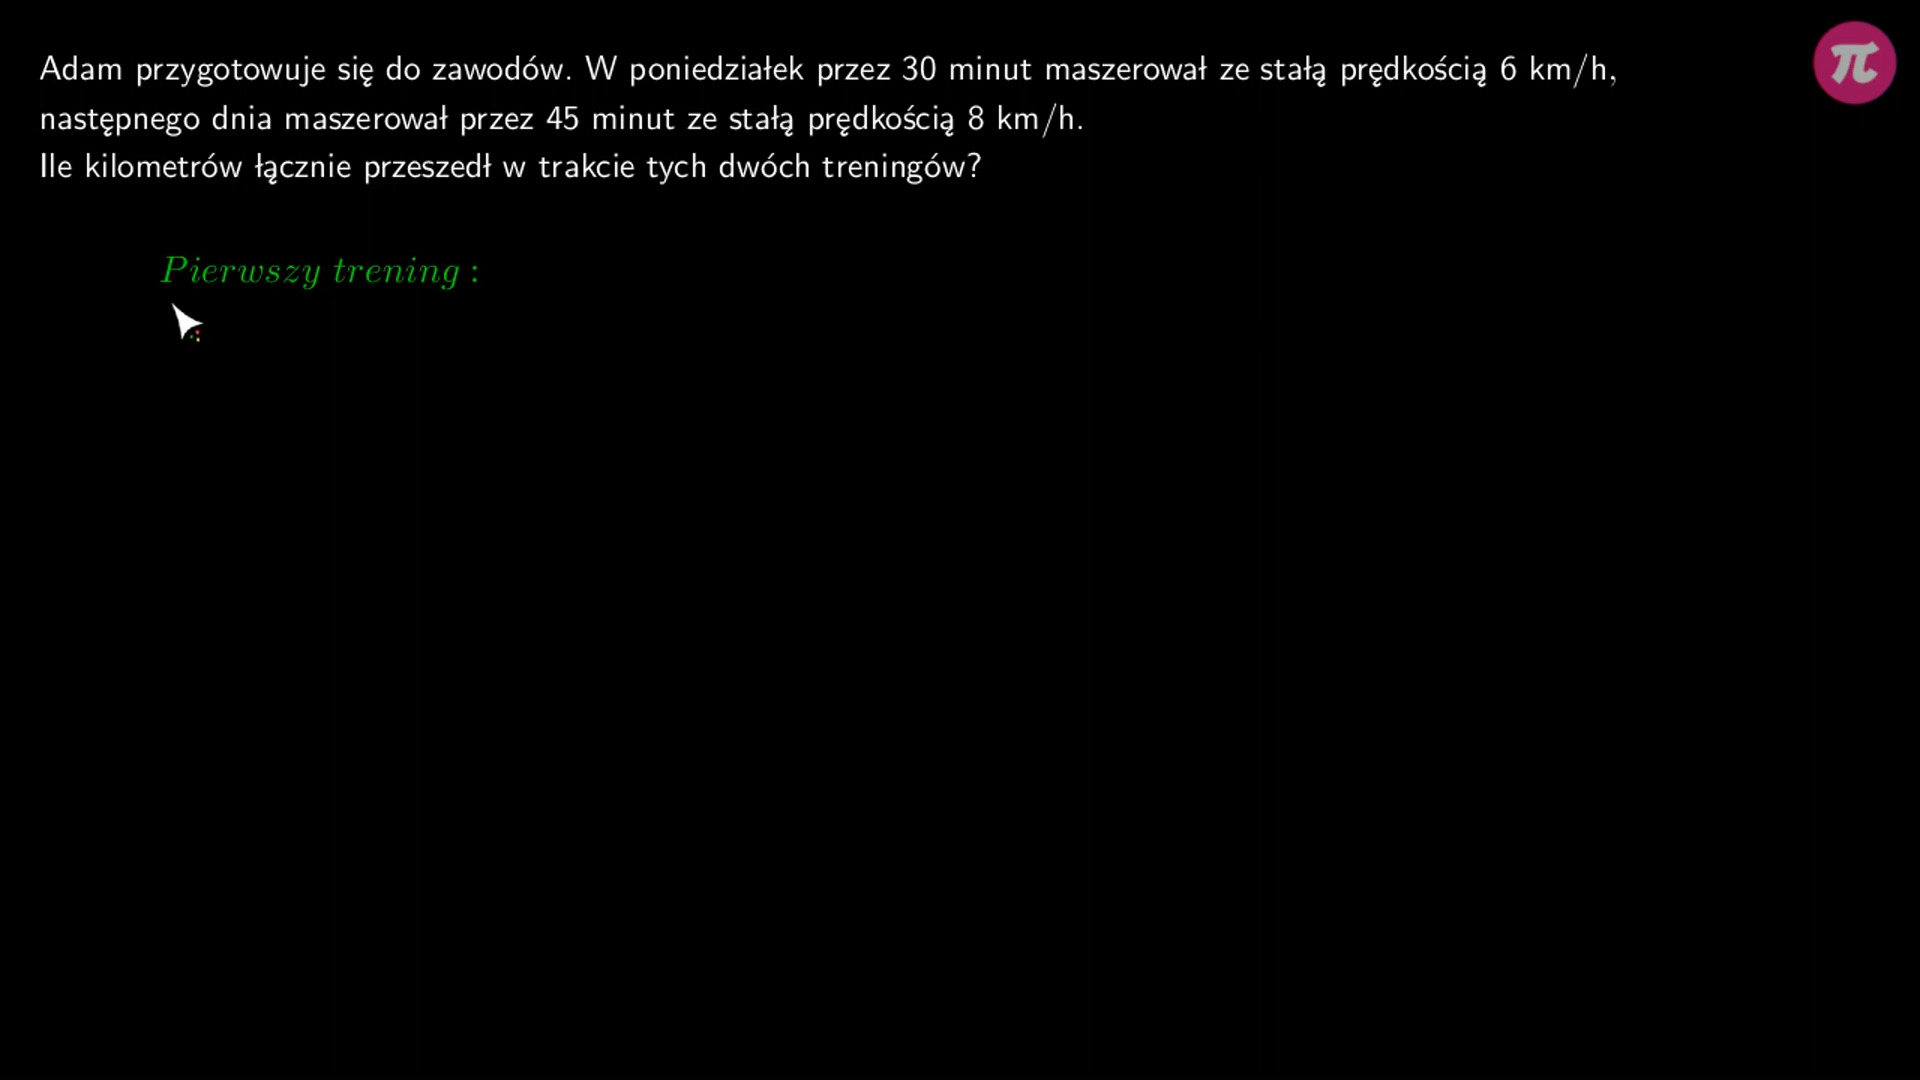 Adam przygotowuje się do zawodów. W poniedziałek przez 30 minut maszerował ze stałą prędkością 6 km/h,
następnego dnia maszerował przez 45 minut ze stałą prędkością 8 km/h.
Ile kilometrów łącznie przeszedł w trakcie tych dwóch treningów?
Pierwszy trening :
π